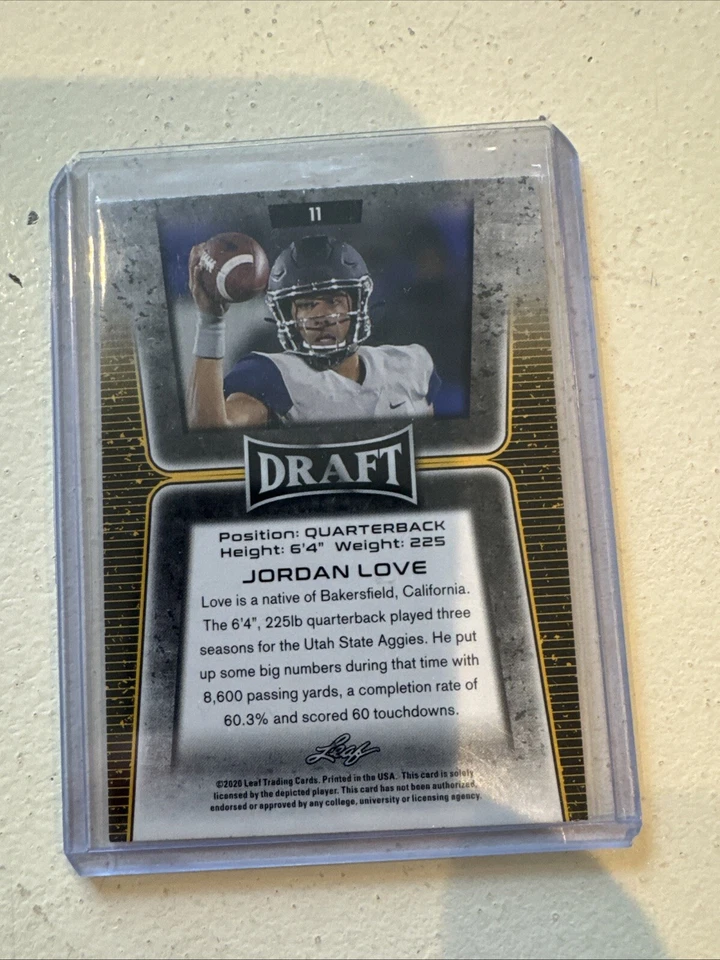 11
DRAFT
Position: QUARTERBACK
Height: 6'4" Weight: 225
JORDAN LOVE
Love is a native of Bakersfield, California.
The 6'4", 225lb quarterback played three
seasons for the Utah State Aggies. He put
up some big numbers during that time with
8,600 passing yards, a completion rate of
60.3% and scored 60 touchdowns.
Leaf
©2020 Leaf Trading Cards. Printed in the USA. This card is solely
licensed by the depicted player. This card has not been authorized,
endorsed or approved by any college, university or licensing agency.